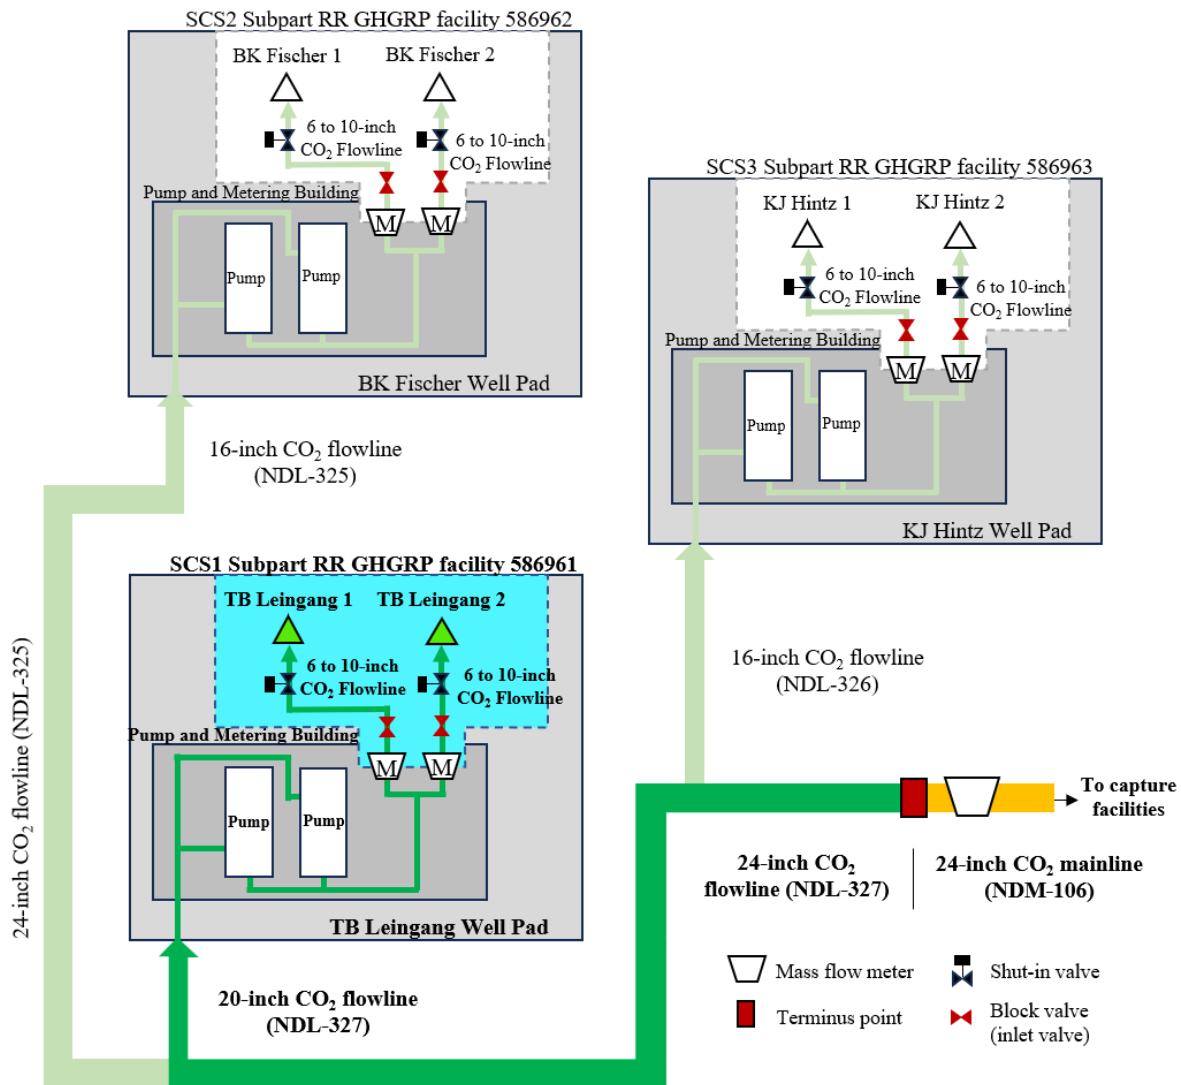 SCS2 Subpart RR GHGRP facility 586962
BK Fischer 1
BK Fischer 2
6 to 10-inch
CO₂ Flowline
6 to 10-inch
CO₂ Flowline
Pump and Metering Building
M
M
Pump
Pump
BK Fischer Well Pad
16-inch CO₂ flowline
(NDL-325)
SCS3 Subpart RR GHGRP facility 586963
KJ Hintz 1
KJ Hintz 2
6 to 10-inch
CO₂ Flowline
6 to 10-inch
CO₂ Flowline
Pump and Metering Building
M
M
Pump
Pump
KJ Hintz Well Pad
16-inch CO₂ flowline
(NDL-326)
24-inch CO₂ flowline (NDL-325)
SCS1 Subpart RR GHGRP facility 586961
TB Leingang 1
TB Leingang 2
6 to 10-inch
CO₂ Flowline
6 to 10-inch
CO₂ Flowline
Pump and Metering Building
M
M
Pump
Pump
TB Leingang Well Pad
20-inch CO₂ flowline
(NDL-327)
To capture
facilities
24-inch CO₂
flowline (NDL-327)
24-inch CO₂ mainline
(NDM-106)
Mass flow meter
Shut-in valve
Terminus point
Block valve
(inlet valve)